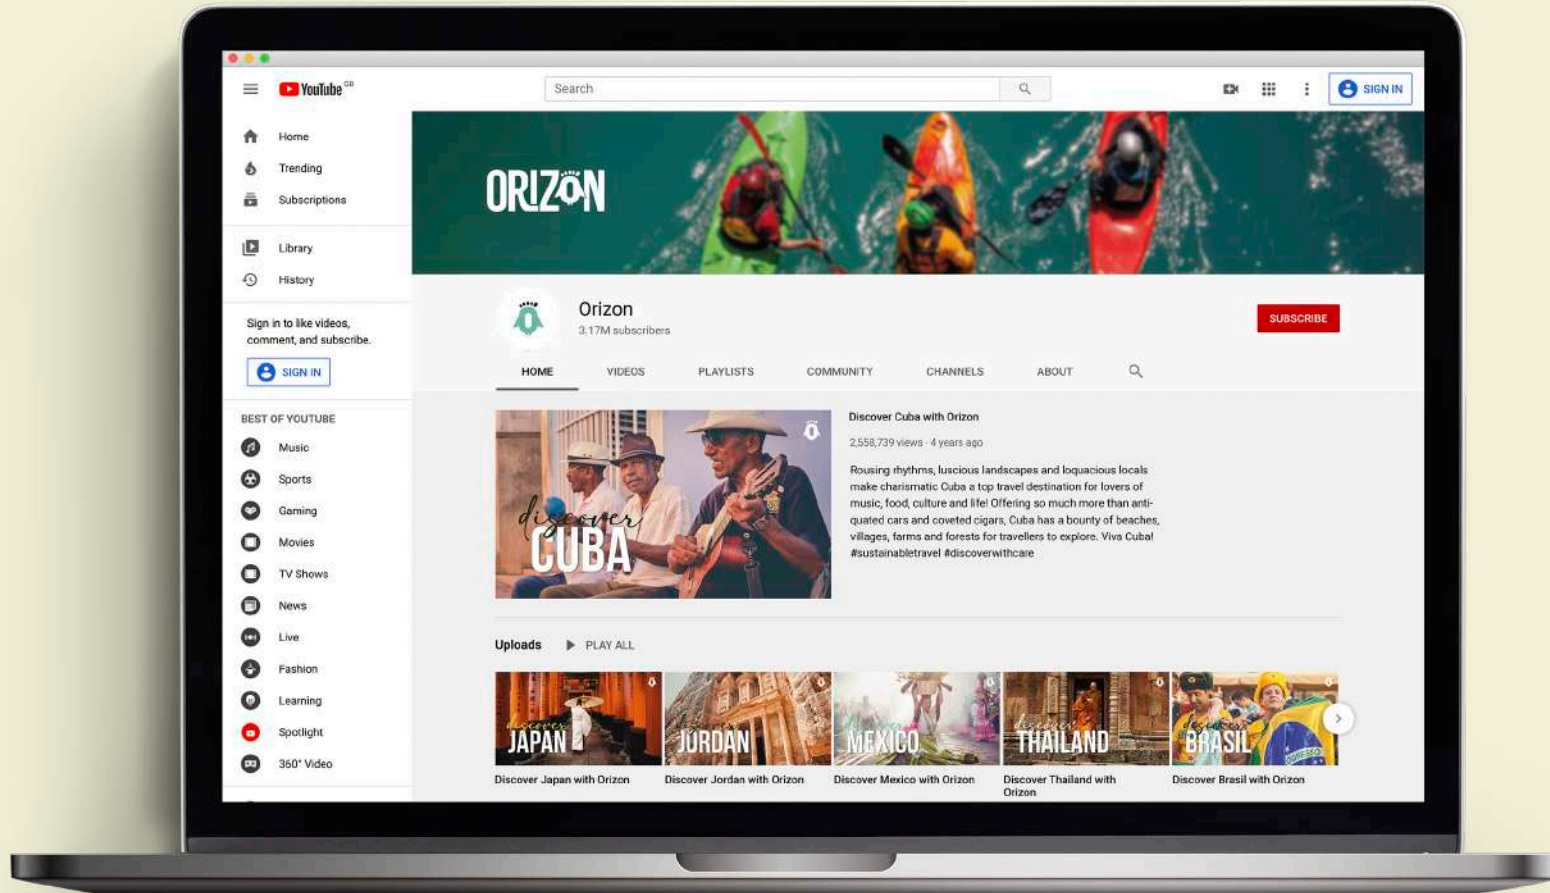 YouTube GB
Search
SIGN IN
Home
Trending
Subscriptions
Library
History
Sign in to like videos,
comment, and subscribe.
SIGN IN
BEST OF YOUTUBE
Music
Sports
Gaming
Movies
TV Shows
News
Live
Fashion
Learning
Spotlight
360° Video
ORIZON
Orizon
3.17M subscribers
SUBSCRIBE
HOME VIDEOS PLAYLISTS COMMUNITY CHANNELS ABOUT
discover
CUBA
Discover Cuba with Orizon
2,558,739 views · 4 years ago
Rousing rhythms, luscious landscapes and loquacious locals
make charismatic Cuba a top travel destination for lovers of
music, food, culture and life! Offering so much more than anti-
quated cars and coveted cigars, Cuba has a bounty of beaches,
villages, farms and forests for travellers to explore. Viva Cuba!
#sustainabletravel #discoverwithcare
Uploads PLAY ALL
discover
JAPAN
Discover Japan with Orizon
discover
JORDAN
Discover Jordan with Orizon
discover
MEXICO
Discover Mexico with Orizon
discover
THAILAND
Discover Thailand with
Orizon
discover
BRASIL
Discover Brasil with Orizon